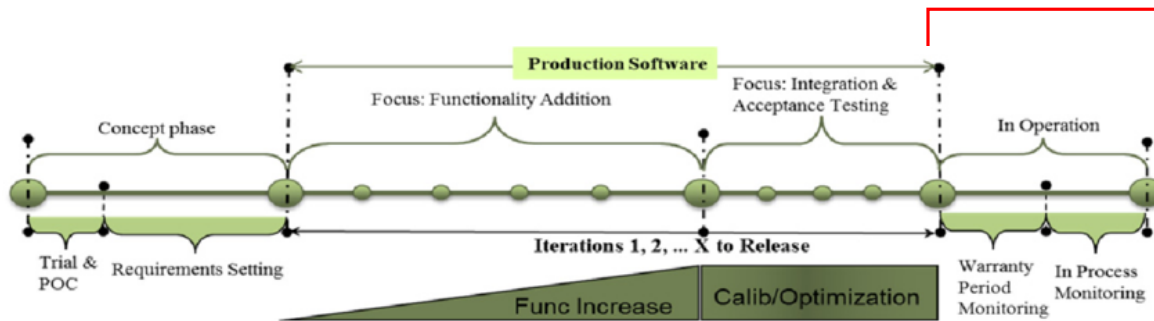 Production Software
Focus: Functionality Addition
Focus: Integration &
Acceptance Testing
Concept phase
In Operation
Iterations 1, 2, ... X to Release
Trial &
POC
Requirements Setting
Func Increase
Calib/Optimization
Warranty
Period
Monitoring
In Process
Monitoring